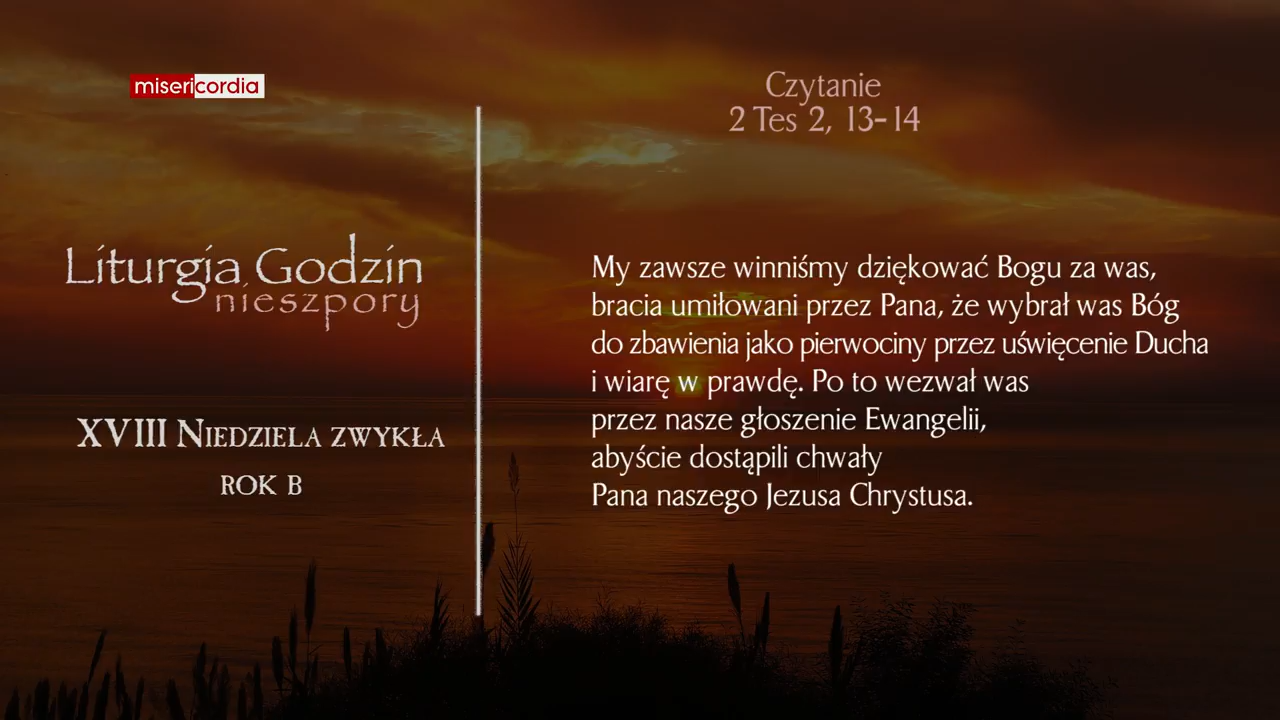 misericordia
Czytanie
2 Tes 2, 13-14
Liturgia Godzin
nieszpory
XVIII Niedziela zwykła
rok B
My zawsze winniśmy dziękować Bogu za was,
bracia umiłowani przez Pana, że wybrał was Bóg
do zbawienia jako pierwociny przez uświęcenie Ducha
i wiarę w prawdę. Po to wezwał was
przez nasze głoszenie Ewangelii,
abyście dostąpili chwały
Pana naszego Jezusa Chrystusa.